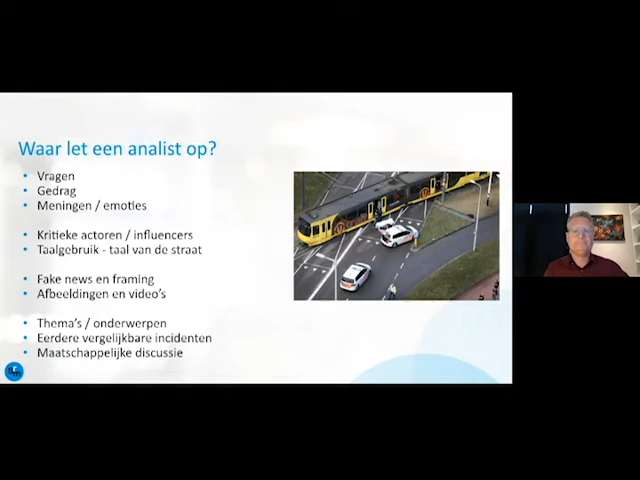 Waar let een analist op?
• Vragen
• Gedrag
• Meningen / emoties
• Kritieke actoren / influencers
• Taalgebruik - taal van de straat
• Fake news en framing
• Afbeeldingen en video's
• Thema's / onderwerpen
• Eerdere vergelijkbare incidenten
• Maatschappelijke discussie